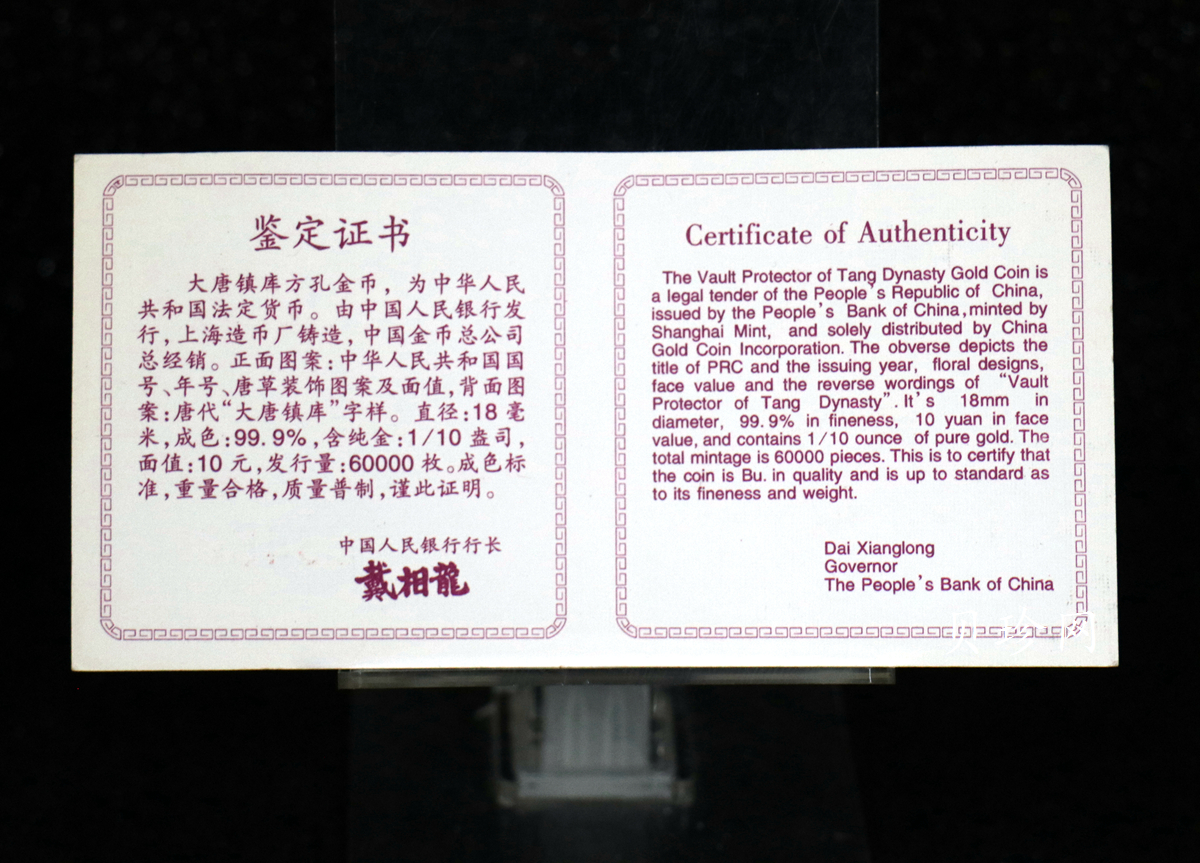 鉴定证书
大唐镇库方孔金币，为中华人民
共和国法定货币。由中国人民银行发
行，上海造币厂铸造，中国金币总公司
总经销。正面图案：中华人民共和国国
号、年号、唐草装饰图案及面值，背面图
案：唐代“大唐镇库”字样。直径：18毫
米，成色：99.9%，含纯金：1/10盎司，
面值：10元，发行量：60000枚。成色标
准，重量合格，质量普制，谨此证明。
中国人民银行行长
戴相龍
Certificate of Authenticity
The Vault Protector of Tang Dynasty Gold Coin is
a legal tender of the People's Republic of China,
issued by the People's Bank of China, minted by
Shanghai Mint, and solely distributed by China
Gold Coin Incorporation. The obverse depicts the
title of PRC and the issuing year, floral designs,
face value and the reverse wordings of “Vault
Protector of Tang Dynasty”. It's 18mm in
diameter, 99.9% in fineness, 10 yuan in face
value, and contains 1/10 ounce of pure gold. The
total mintage is 60000 pieces. This is to certify that
the coin is Bu. in quality and is up to standard as
to its fineness and weight.
Dai Xianglong
Governor
The People's Bank of China
贝珍阁